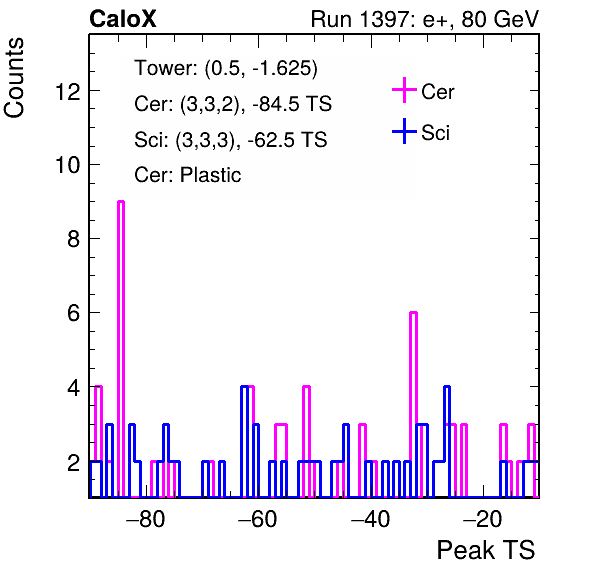 CaloX Run 1397: e+, 80 GeV
Counts
Tower: (0.5, -1.625)
Cer: (3,3,2), -84.5 TS
Sci: (3,3,3), -62.5 TS
Cer: Plastic
Cer
Sci
12
10
8
6
4
2
−80 −60 −40 −20
Peak TS